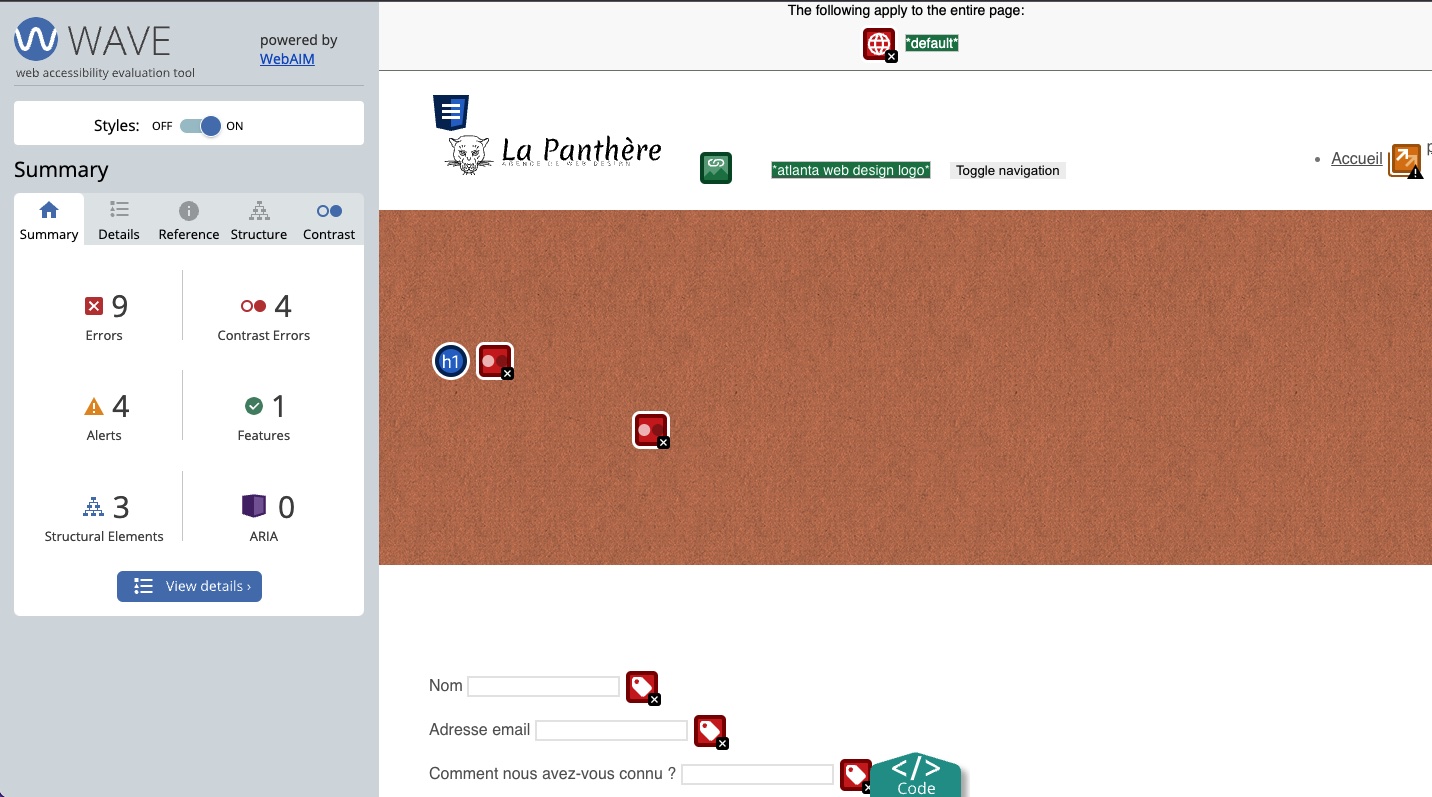 WAVE
powered by
WebAIM
web accessibility evaluation tool
Styles: OFF ON
Summary
Summary Details Reference Structure Contrast
9
Errors
4
Contrast Errors
4
Alerts
1
Features
3
Structural Elements
0
ARIA
View details ›
The following apply to the entire page:
*default*
La Panthère
AGENCE DE WEB DESIGN
*atlanta web design logo*
Toggle navigation
• Accueil
h1
Nom
Adresse email
Comment nous avez-vous connu ?
</>
Code